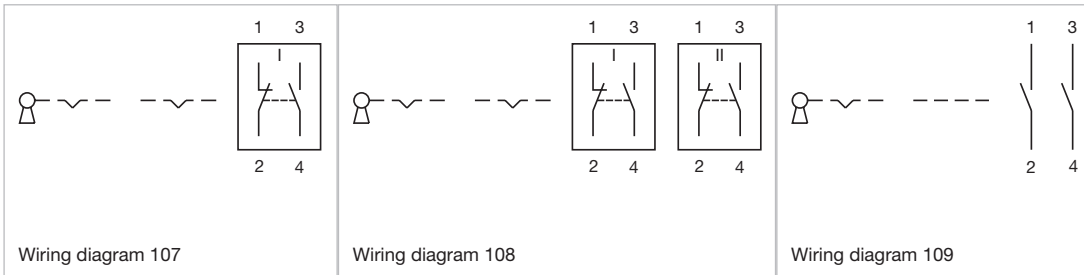 1 3
I
2 4
Wiring diagram 107
1 3 1 3
I II
2 4 2 4
Wiring diagram 108
1 3
2 4
Wiring diagram 109